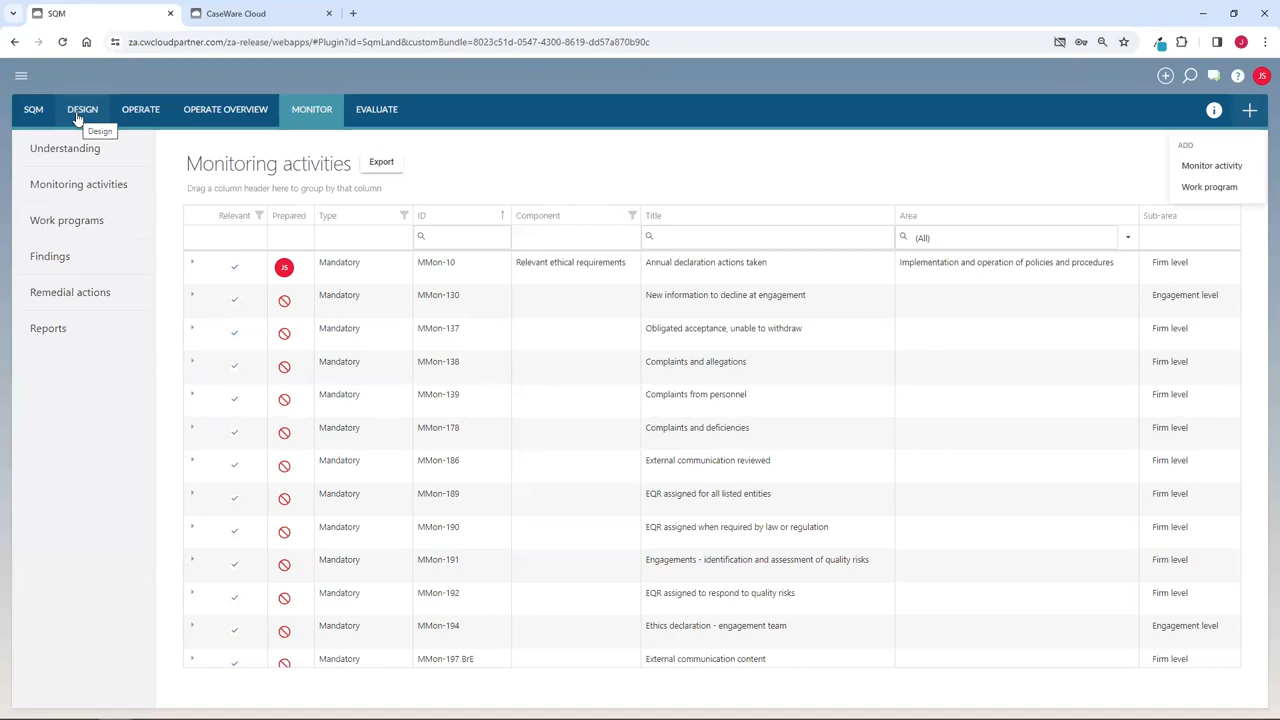 SQM
CaseWare Cloud
za.cwcloudpartner.com/za-release/webapps/#Plugin?id=SqmLand&customBundle=8023c51d-0547-4300-8619-dd57a870b90c
J
JS
SQM DESIGN OPERATE OPERATE OVERVIEW MONITOR EVALUATE
Design
Understanding
Monitoring activities
Work programs
Findings
Remedial actions
Reports
ADD
Monitor activity
Work program
Monitoring activities Export
Drag a column header here to group by that column
Relevant Prepared Type ID Component Title Area Sub-area
(All)
JS Mandatory MMon-10 Relevant ethical requirements Annual declaration actions taken Implementation and operation of policies and procedures Firm level
Mandatory MMon-130 New information to decline at engagement Engagement level
Mandatory MMon-137 Obligated acceptance, unable to withdraw Firm level
Mandatory MMon-138 Complaints and allegations Firm level
Mandatory MMon-139 Complaints from personnel Firm level
Mandatory MMon-178 Complaints and deficiencies Firm level
Mandatory MMon-186 External communication reviewed Firm level
Mandatory MMon-189 EQR assigned for all listed entities Firm level
Mandatory MMon-190 EQR assigned when required by law or regulation Firm level
Mandatory MMon-191 Engagements - identification and assessment of quality risks Firm level
Mandatory MMon-192 EQR assigned to respond to quality risks Firm level
Mandatory MMon-194 Ethics declaration - engagement team Engagement level
Mandatory MMon-197 BrE External communication content Firm level